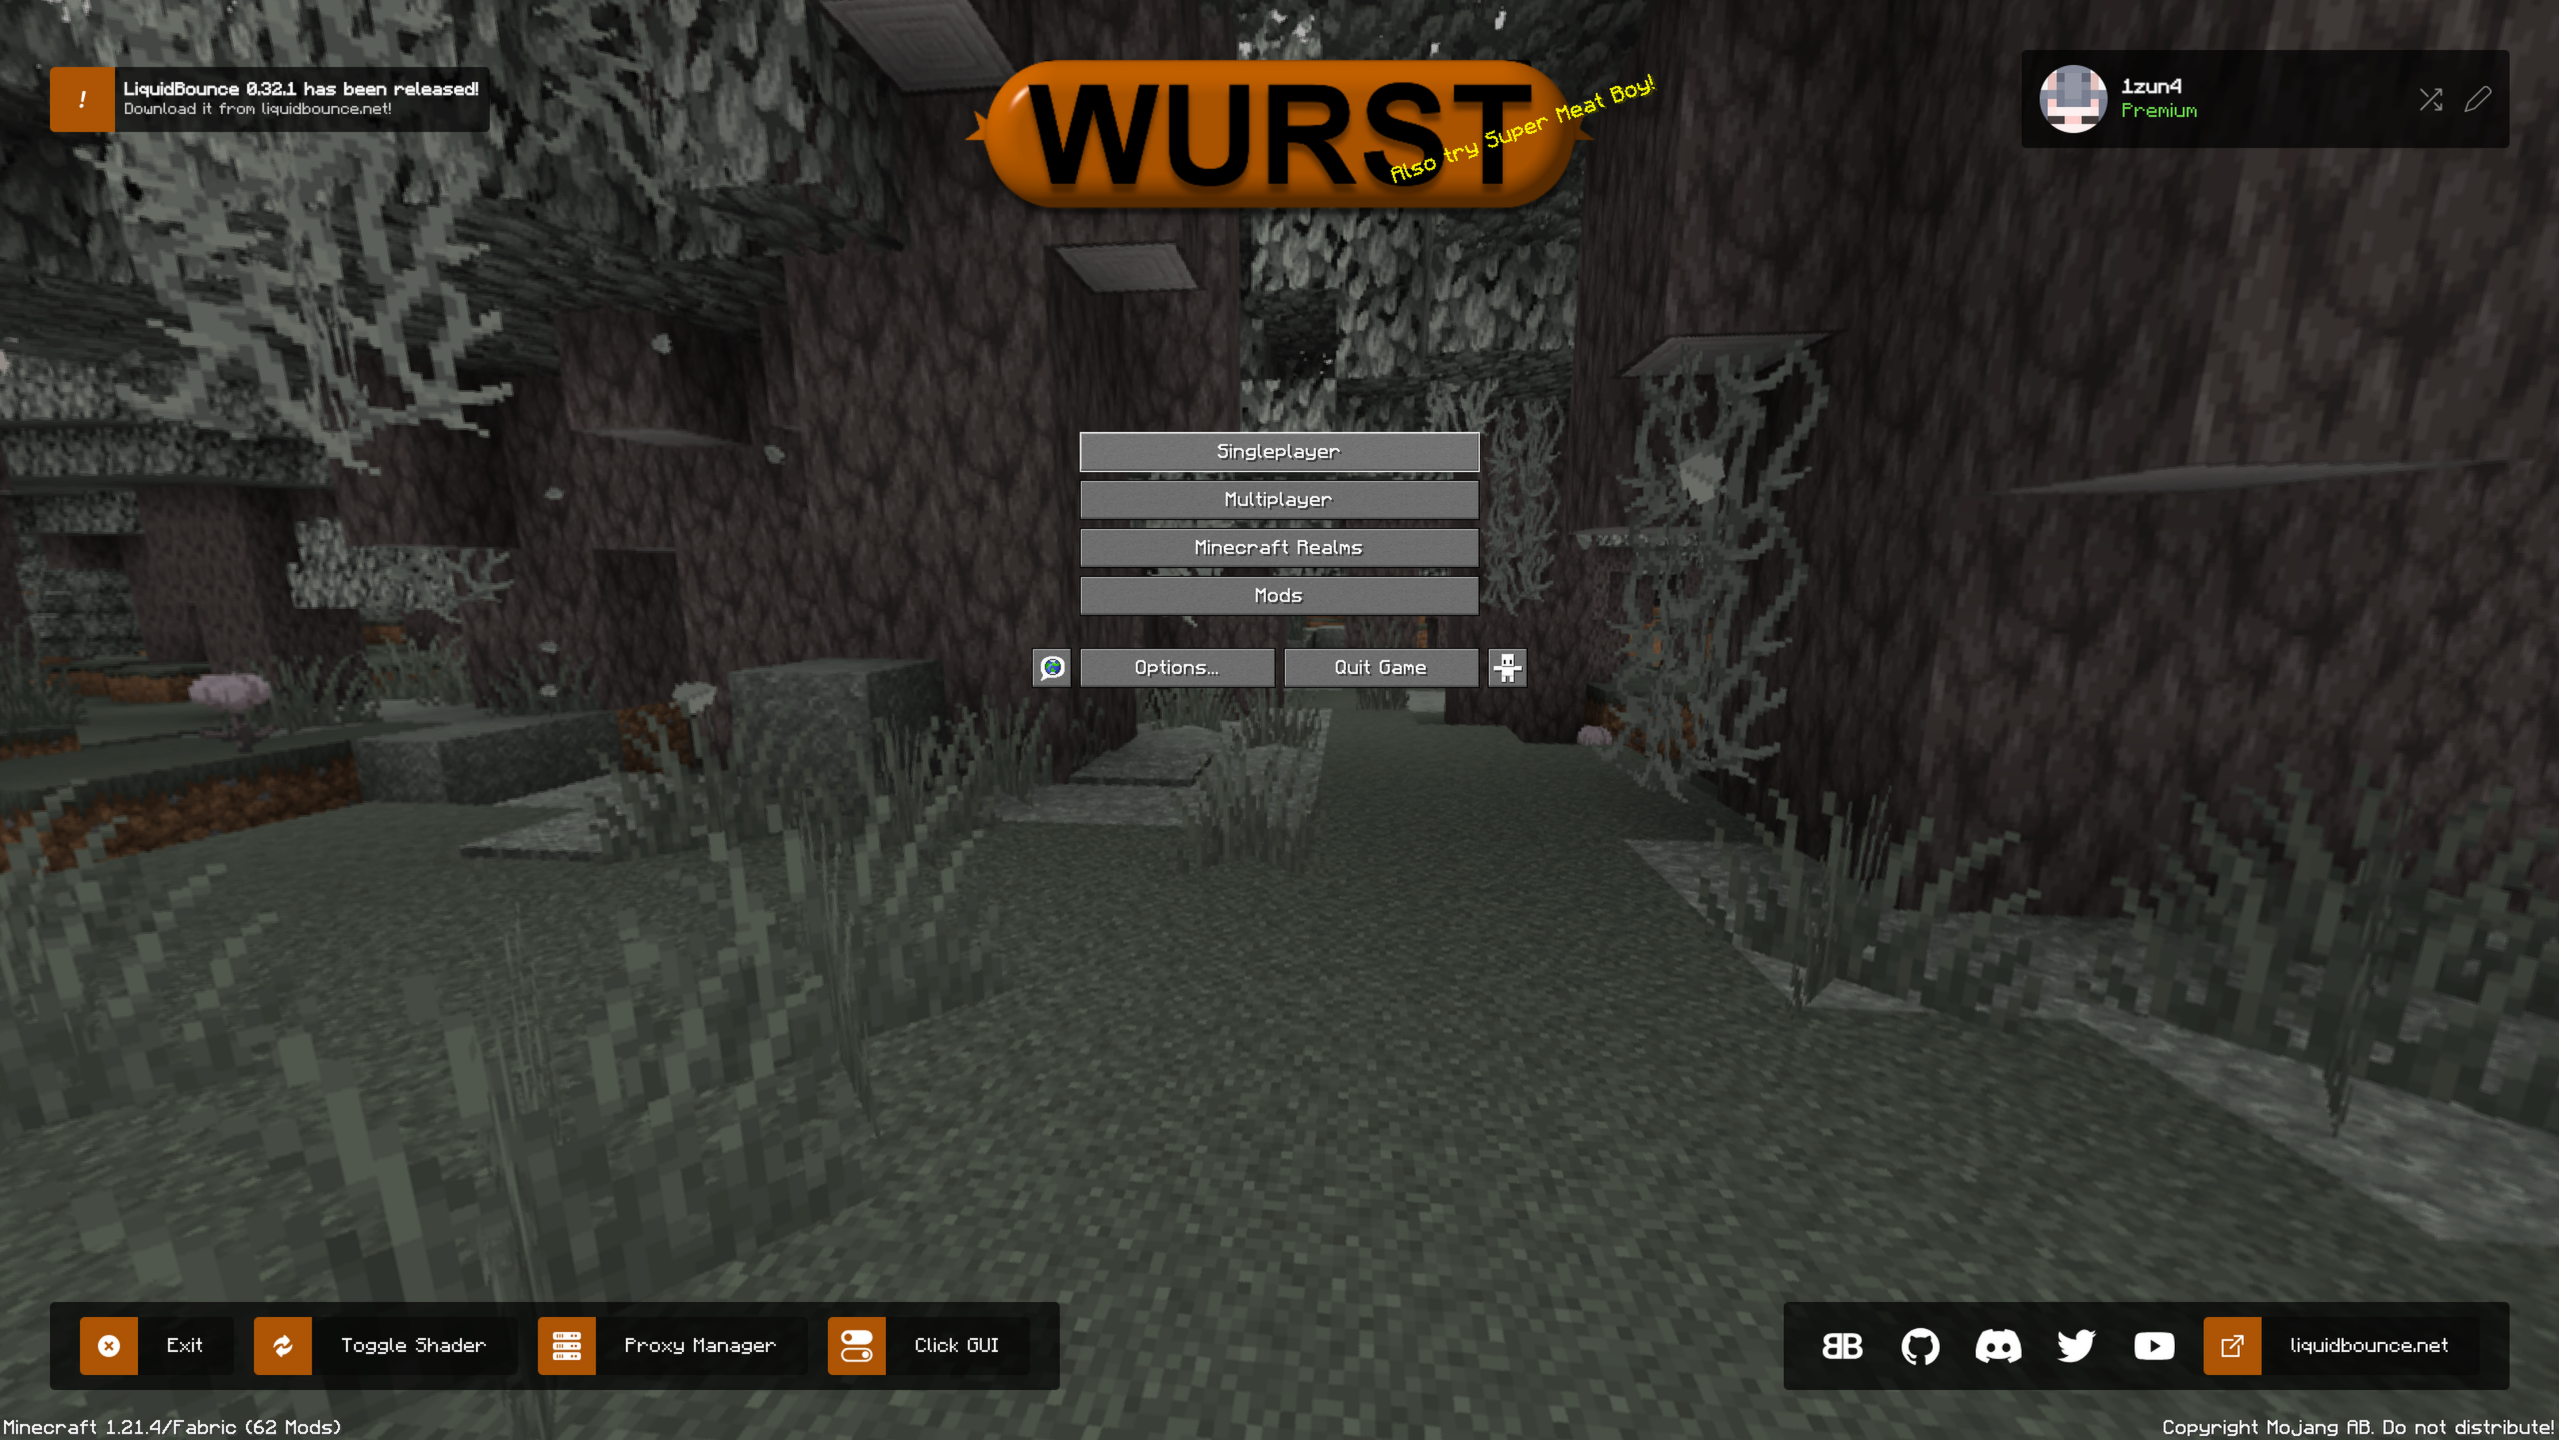 LiquidBounce 0.32.1 has been released!
Download it from liquidbounce.net!
WURST
Also try Super Meat Boy!
1zun4
Premium
Singleplayer
Multiplayer
Minecraft Realms
Mods
Options...
Quit Game
Exit
Toggle Shader
Proxy Manager
Click GUI
liquidbounce.net
Minecraft 1.21.4/Fabric (62 Mods)
Copyright Mojang AB. Do not distribute!